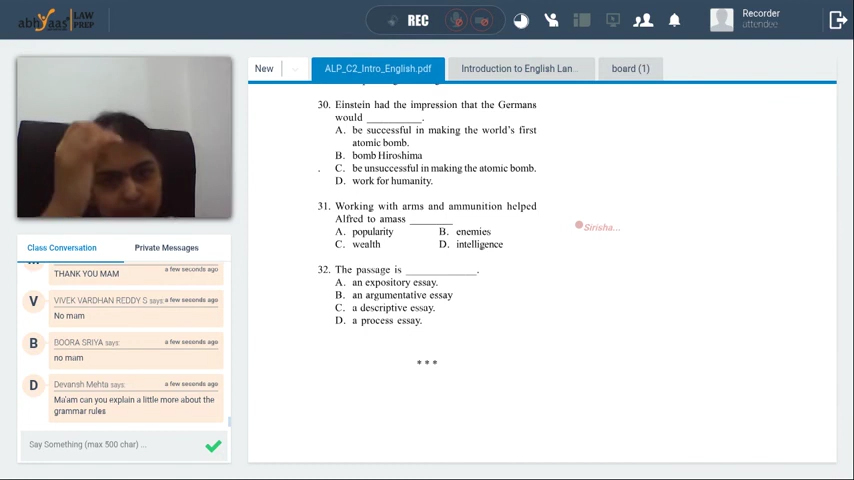 abhyaas LAW PREP
REC
Recorder
attendee
New
ALP_C2_Intro_English.pdf
Introduction to English Lan...
board (1)
Class Conversation
Private Messages
THANK YOU MAM
a few seconds ago
V
VIVEK VARDHAN REDDY S says:
a few seconds ago
No mam
B
BOORA SRIYA says:
a few seconds ago
no mam
D
Devansh Mehta says:
a few seconds ago
Ma'am can you explain a little more about the
grammar rules
Say Something (max 500 char) ...
30. Einstein had the impression that the Germans
would __________.
A. be successful in making the world's first
atomic bomb.
B. bomb Hiroshima
C. be unsuccessful in making the atomic bomb.
D. work for humanity.
31. Working with arms and ammunition helped
Alfred to amass ________
A. popularity B. enemies
C. wealth D. intelligence
Sirisha...
32. The passage is _____________.
A. an expository essay.
B. an argumentative essay
C. a descriptive essay.
D. a process essay.
* * *